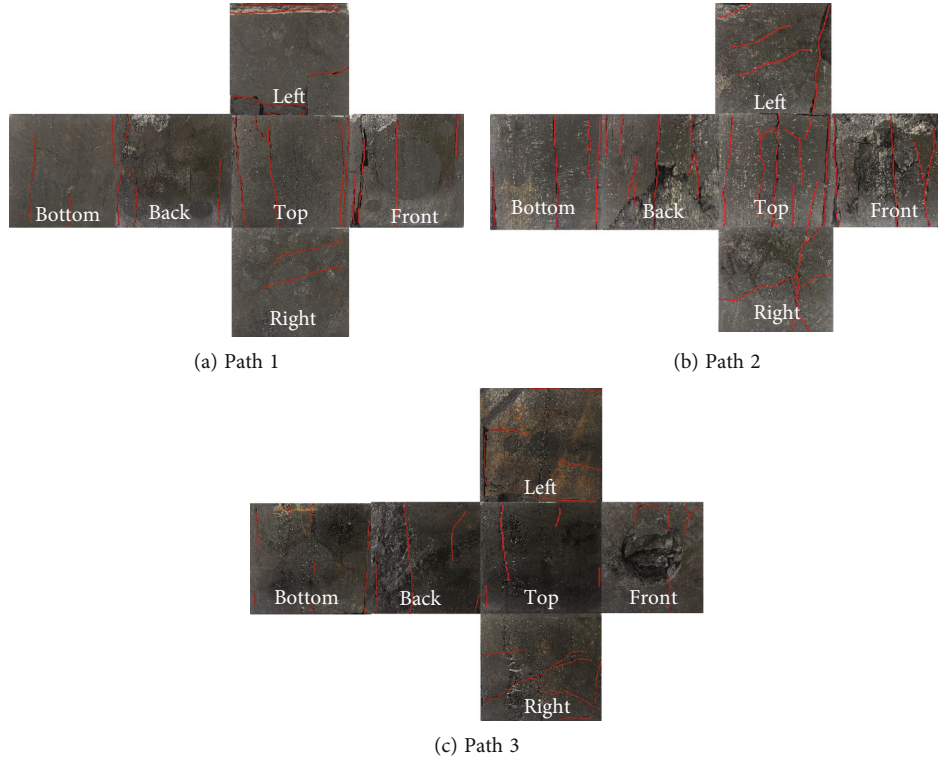 Left
Bottom
Back
Top
Front
Right
(a) Path 1
Left
Bottom
Back
Top
Front
Right
(b) Path 2
Left
Bottom
Back
Top
Front
Right
(c) Path 3